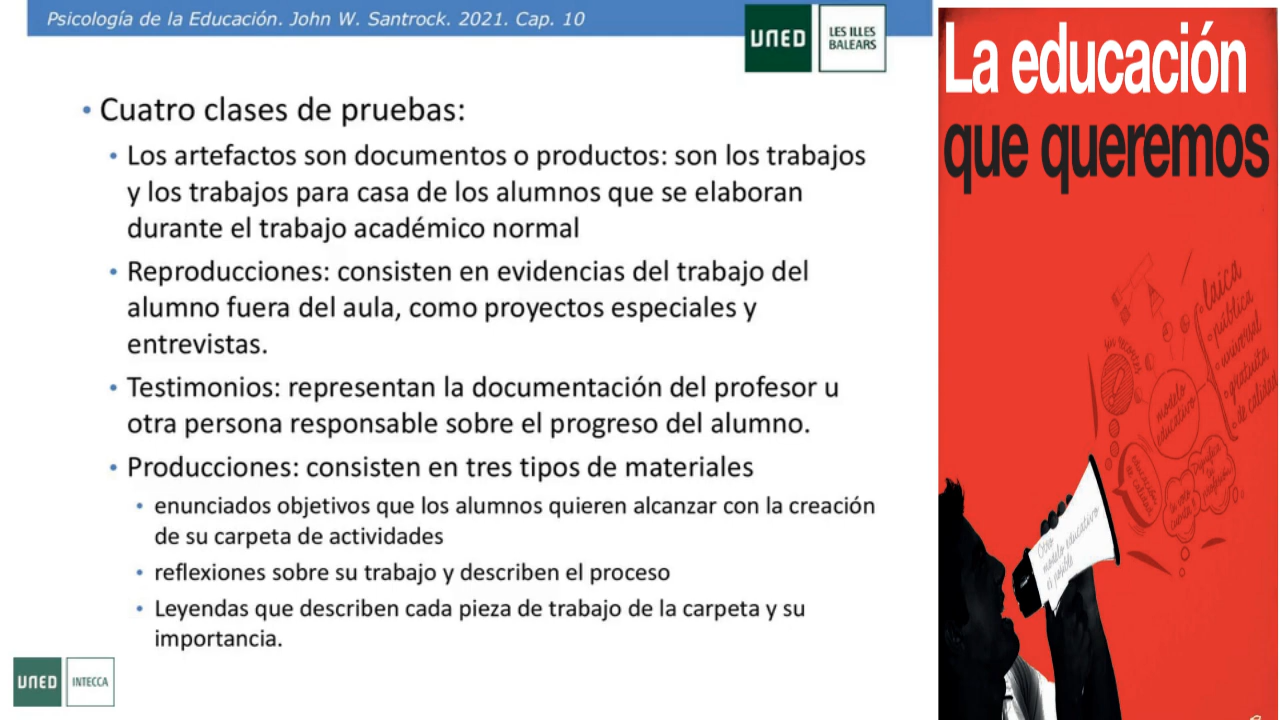 Psicología de la Educación. John W. Santrock. 2021. Cap. 10
UNED
LES ILLES
BALEARS
• Cuatro clases de pruebas:
• Los artefactos son documentos o productos: son los trabajos
y los trabajos para casa de los alumnos que se elaboran
durante el trabajo académico normal
• Reproducciones: consisten en evidencias del trabajo del
alumno fuera del aula, como proyectos especiales y
entrevistas.
• Testimonios: representan la documentación del profesor u
otra persona responsable sobre el progreso del alumno.
• Producciones: consisten en tres tipos de materiales
• enunciados objetivos que los alumnos quieren alcanzar con la creación
de su carpeta de actividades
• reflexiones sobre su trabajo y describen el proceso
• Leyendas que describen cada pieza de trabajo de la carpeta y su
importancia.
UNED
INTECCA
La educación
que queremos
laica
pública
universal
gratuita
de calidad
sin recortes
modelo
educativo
Otro
modelo educativo
es posible